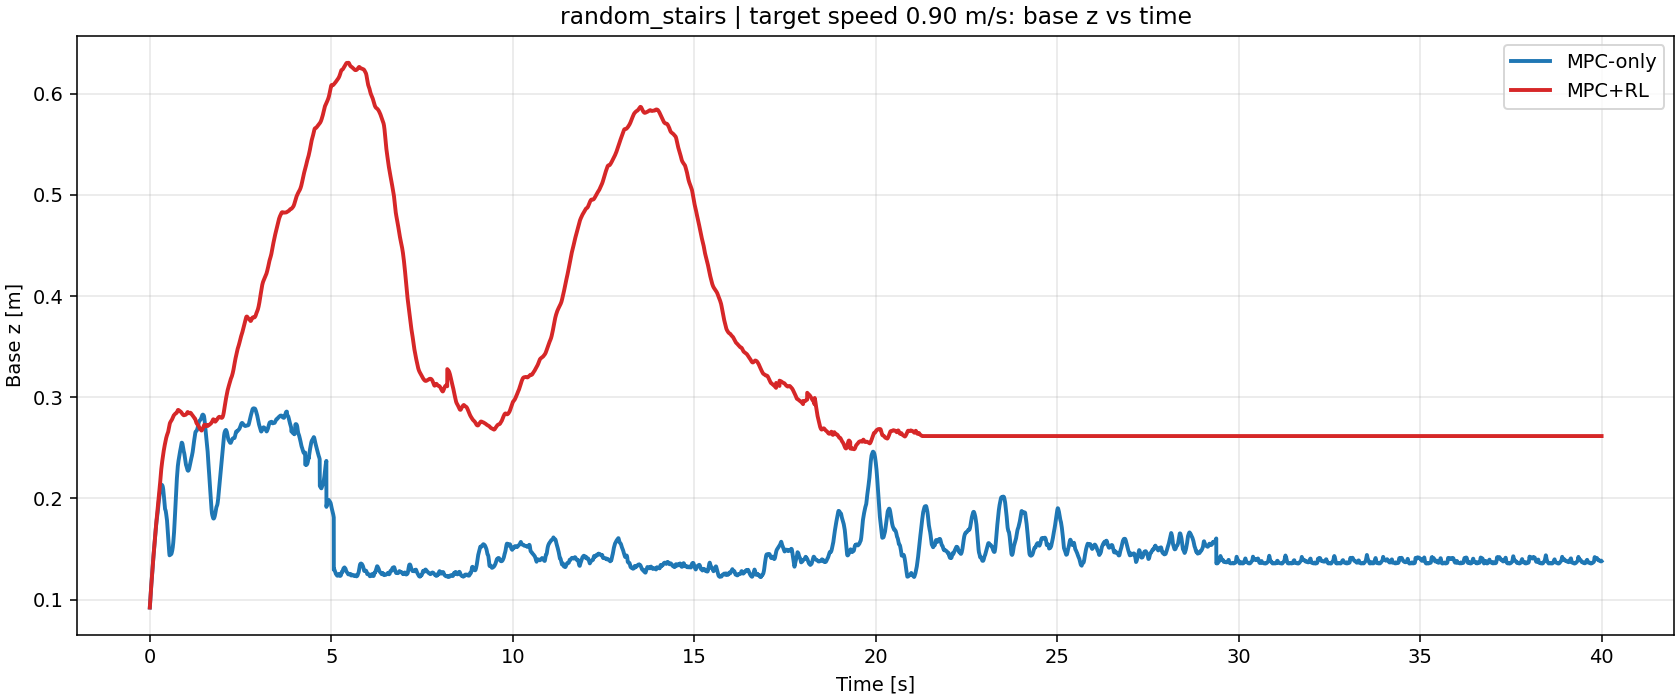 random_stairs | target speed 0.90 m/s: base z vs time
MPC-only
MPC+RL
Base z [m]
0.6
0.5
0.4
0.3
0.2
0.1
0 5 10 15 20 25 30 35 40
Time [s]